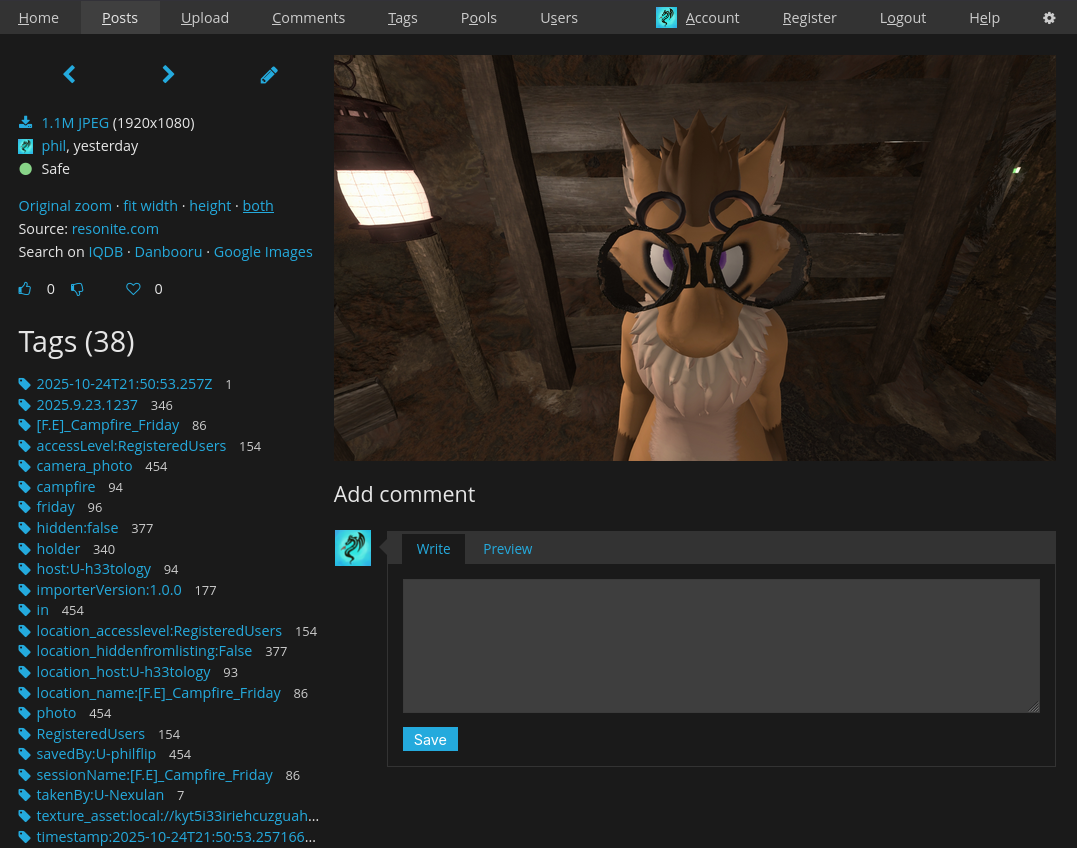 Home Posts Upload Comments Tags Pools Users Account Register Logout Help
1.1M JPEG (1920x1080)
phil, yesterday
Safe
Original zoom · fit width · height · both
Source: resonite.com
Search on IQDB · Danbooru · Google Images
0 0
Tags (38)
2025-10-24T21:50:53.257Z 1
2025.9.23.1237 346
[F.E]_Campfire_Friday 86
accessLevel:RegisteredUsers 154
camera_photo 454
campfire 94
friday 96
hidden:false 377
holder 340
host:U-h33tology 94
importerVersion:1.0.0 177
in 454
location_accesslevel:RegisteredUsers 154
location_hiddenfromlisting:False 377
location_host:U-h33tology 93
location_name:[F.E]_Campfire_Friday 86
photo 454
RegisteredUsers 154
savedBy:U-philflip 454
sessionName:[F.E]_Campfire_Friday 86
takenBy:U-Nexulan 7
texture_asset:local://kyt5i33iriehcuzguah...
timestamp:2025-10-24T21:50:53.257166...
Add comment
Write Preview
Save